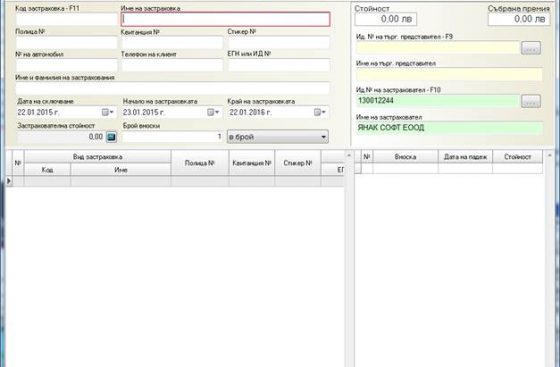 Код застраховка - F11
Име на застраховка
Стойност
Събрана премия
0.00 лв
0.00 лв
Полица №
Квитанция №
Стикер №
Ид. № на търг. представител - F9
...
№ на автомобил
Телефон на клиент
ЕГН или ИД №
Име на търг. представител
Име и фамилия на застрахования
Ид.№ на застраховател - F10
130012244
...
Дата на сключване
Начало на застраховката
Край на застраховката
22.01.2015 г.
23.01.2015 г.
22.01.2016 г.
Име на застраховател
ЯНАК СОФТ ЕООД
Застрахователна стойност
Брой вноски
0,00
1
в брой
№
Вид застраховка
Код
Име
Полица №
Квитанция №
Стикер №
ЕГ
№
Вноска
Дата на падеж
Стойност